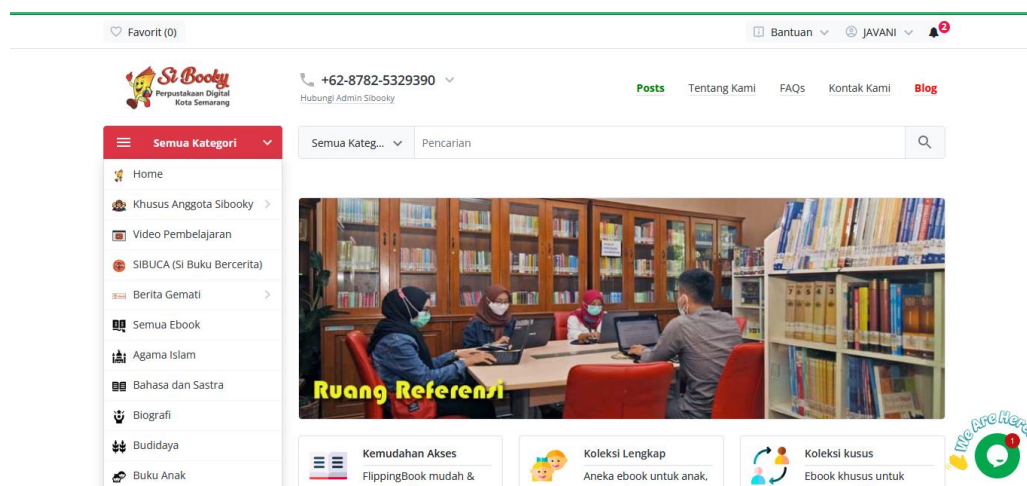 Favorit (0)
Bantuan
JAVANI
2
Si Booky
Perpustakaan Digital
Kota Semarang
+62-8782-5329390
Hubungi Admin Sibooky
Posts
Tentang Kami
FAQs
Kontak Kami
Blog
Semua Kategori
Semua Kateg...
Pencarian
Home
Khusus Anggota Sibooky
Video Pembelajaran
SIBUCA (Si Buku Bercerita)
Berita Gemati
Semua Ebook
Agama Islam
Bahasa dan Sastra
Biografi
Budidaya
Buku Anak
Ruang Referensi
Kemudahan Akses
FlippingBook mudah &
Koleksi Lengkap
Aneka ebook untuk anak,
Koleksi kusus
Ebook khusus untuk
We Are Here
1